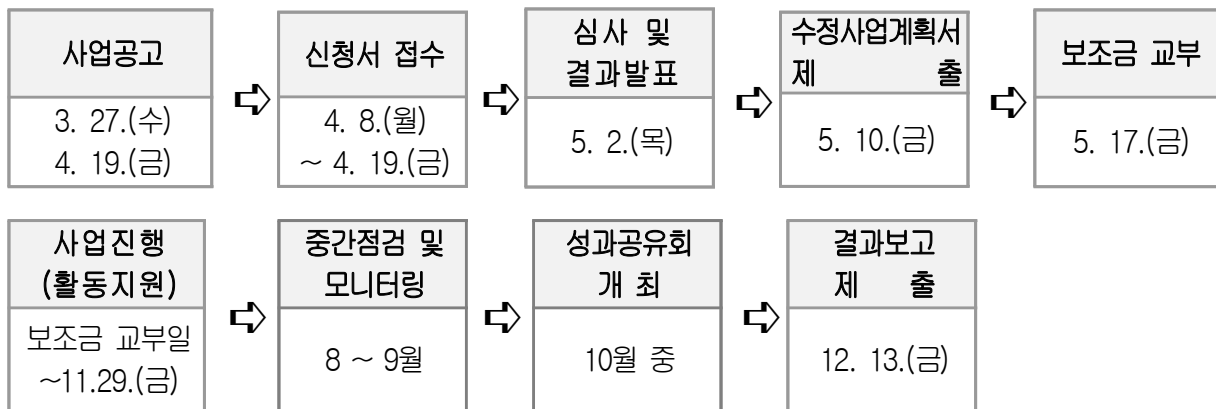 사업공고
3. 27.(수)
4. 19.(금)
신청서 접수
4. 8.(월)
~ 4. 19.(금)
심사 및
결과발표
5. 2.(목)
수정사업계획서
제 출
5. 10.(금)
보조금 교부
5. 17.(금)
사업진행
(활동지원)
보조금 교부일
~11.29.(금)
중간점검 및
모니터링
8 ~ 9월
성과공유회
개 최
10월 중
결과보고
제 출
12. 13.(금)